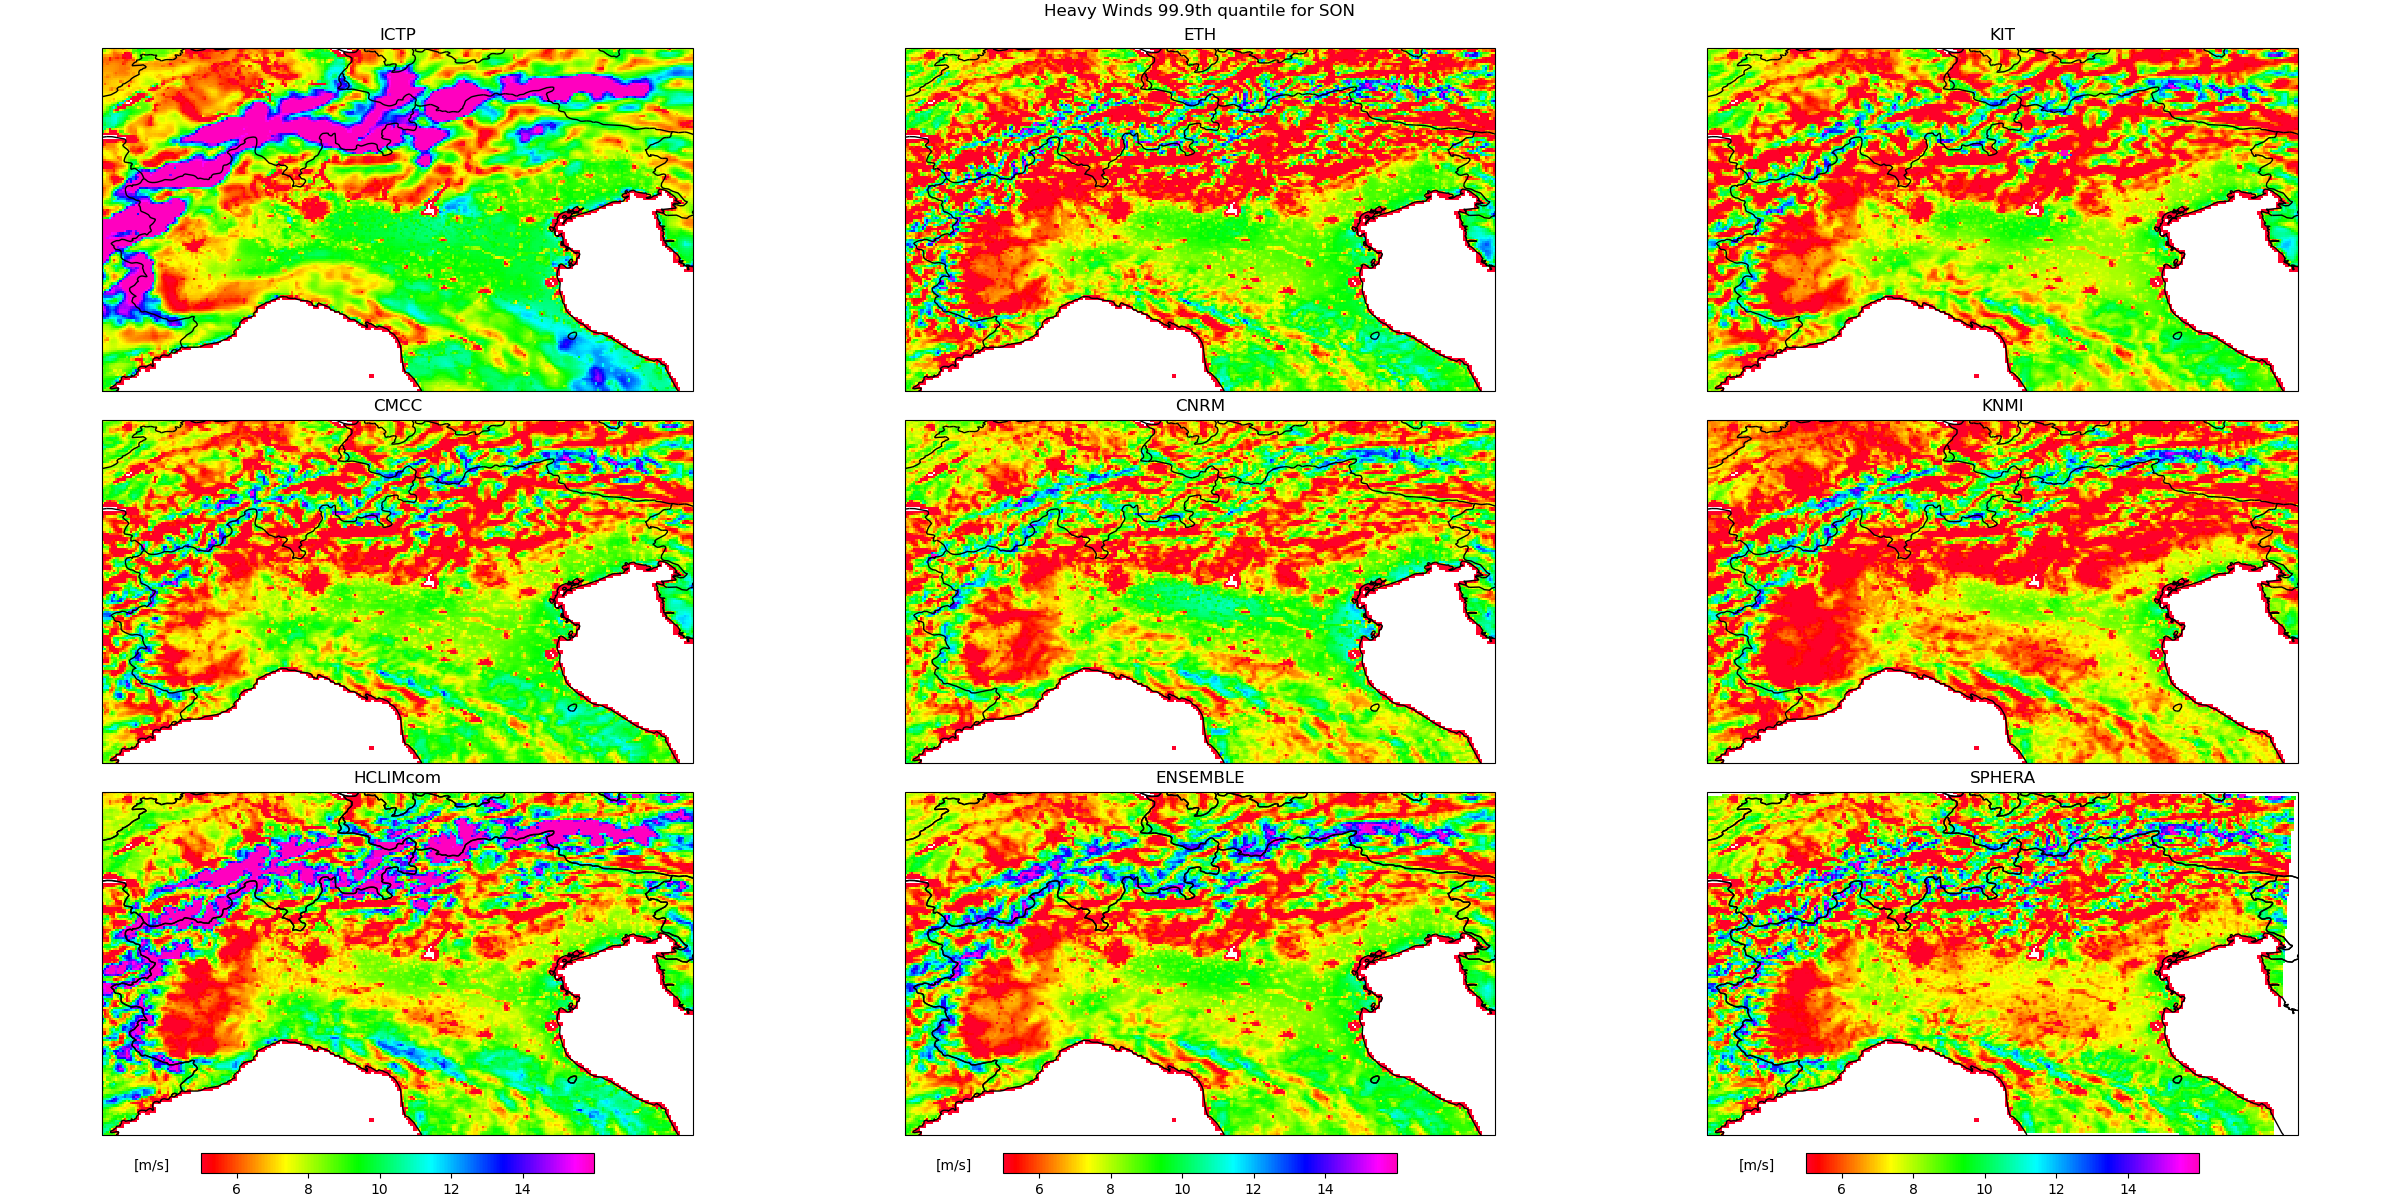 Heavy Winds 99.9th quantile for SON
ICTP
ETH
KIT
CMCC
CNRM
KNMI
HCLIMcom
ENSEMBLE
SPHERA
[m/s]
6 8 10 12 14
[m/s]
6 8 10 12 14
[m/s]
6 8 10 12 14